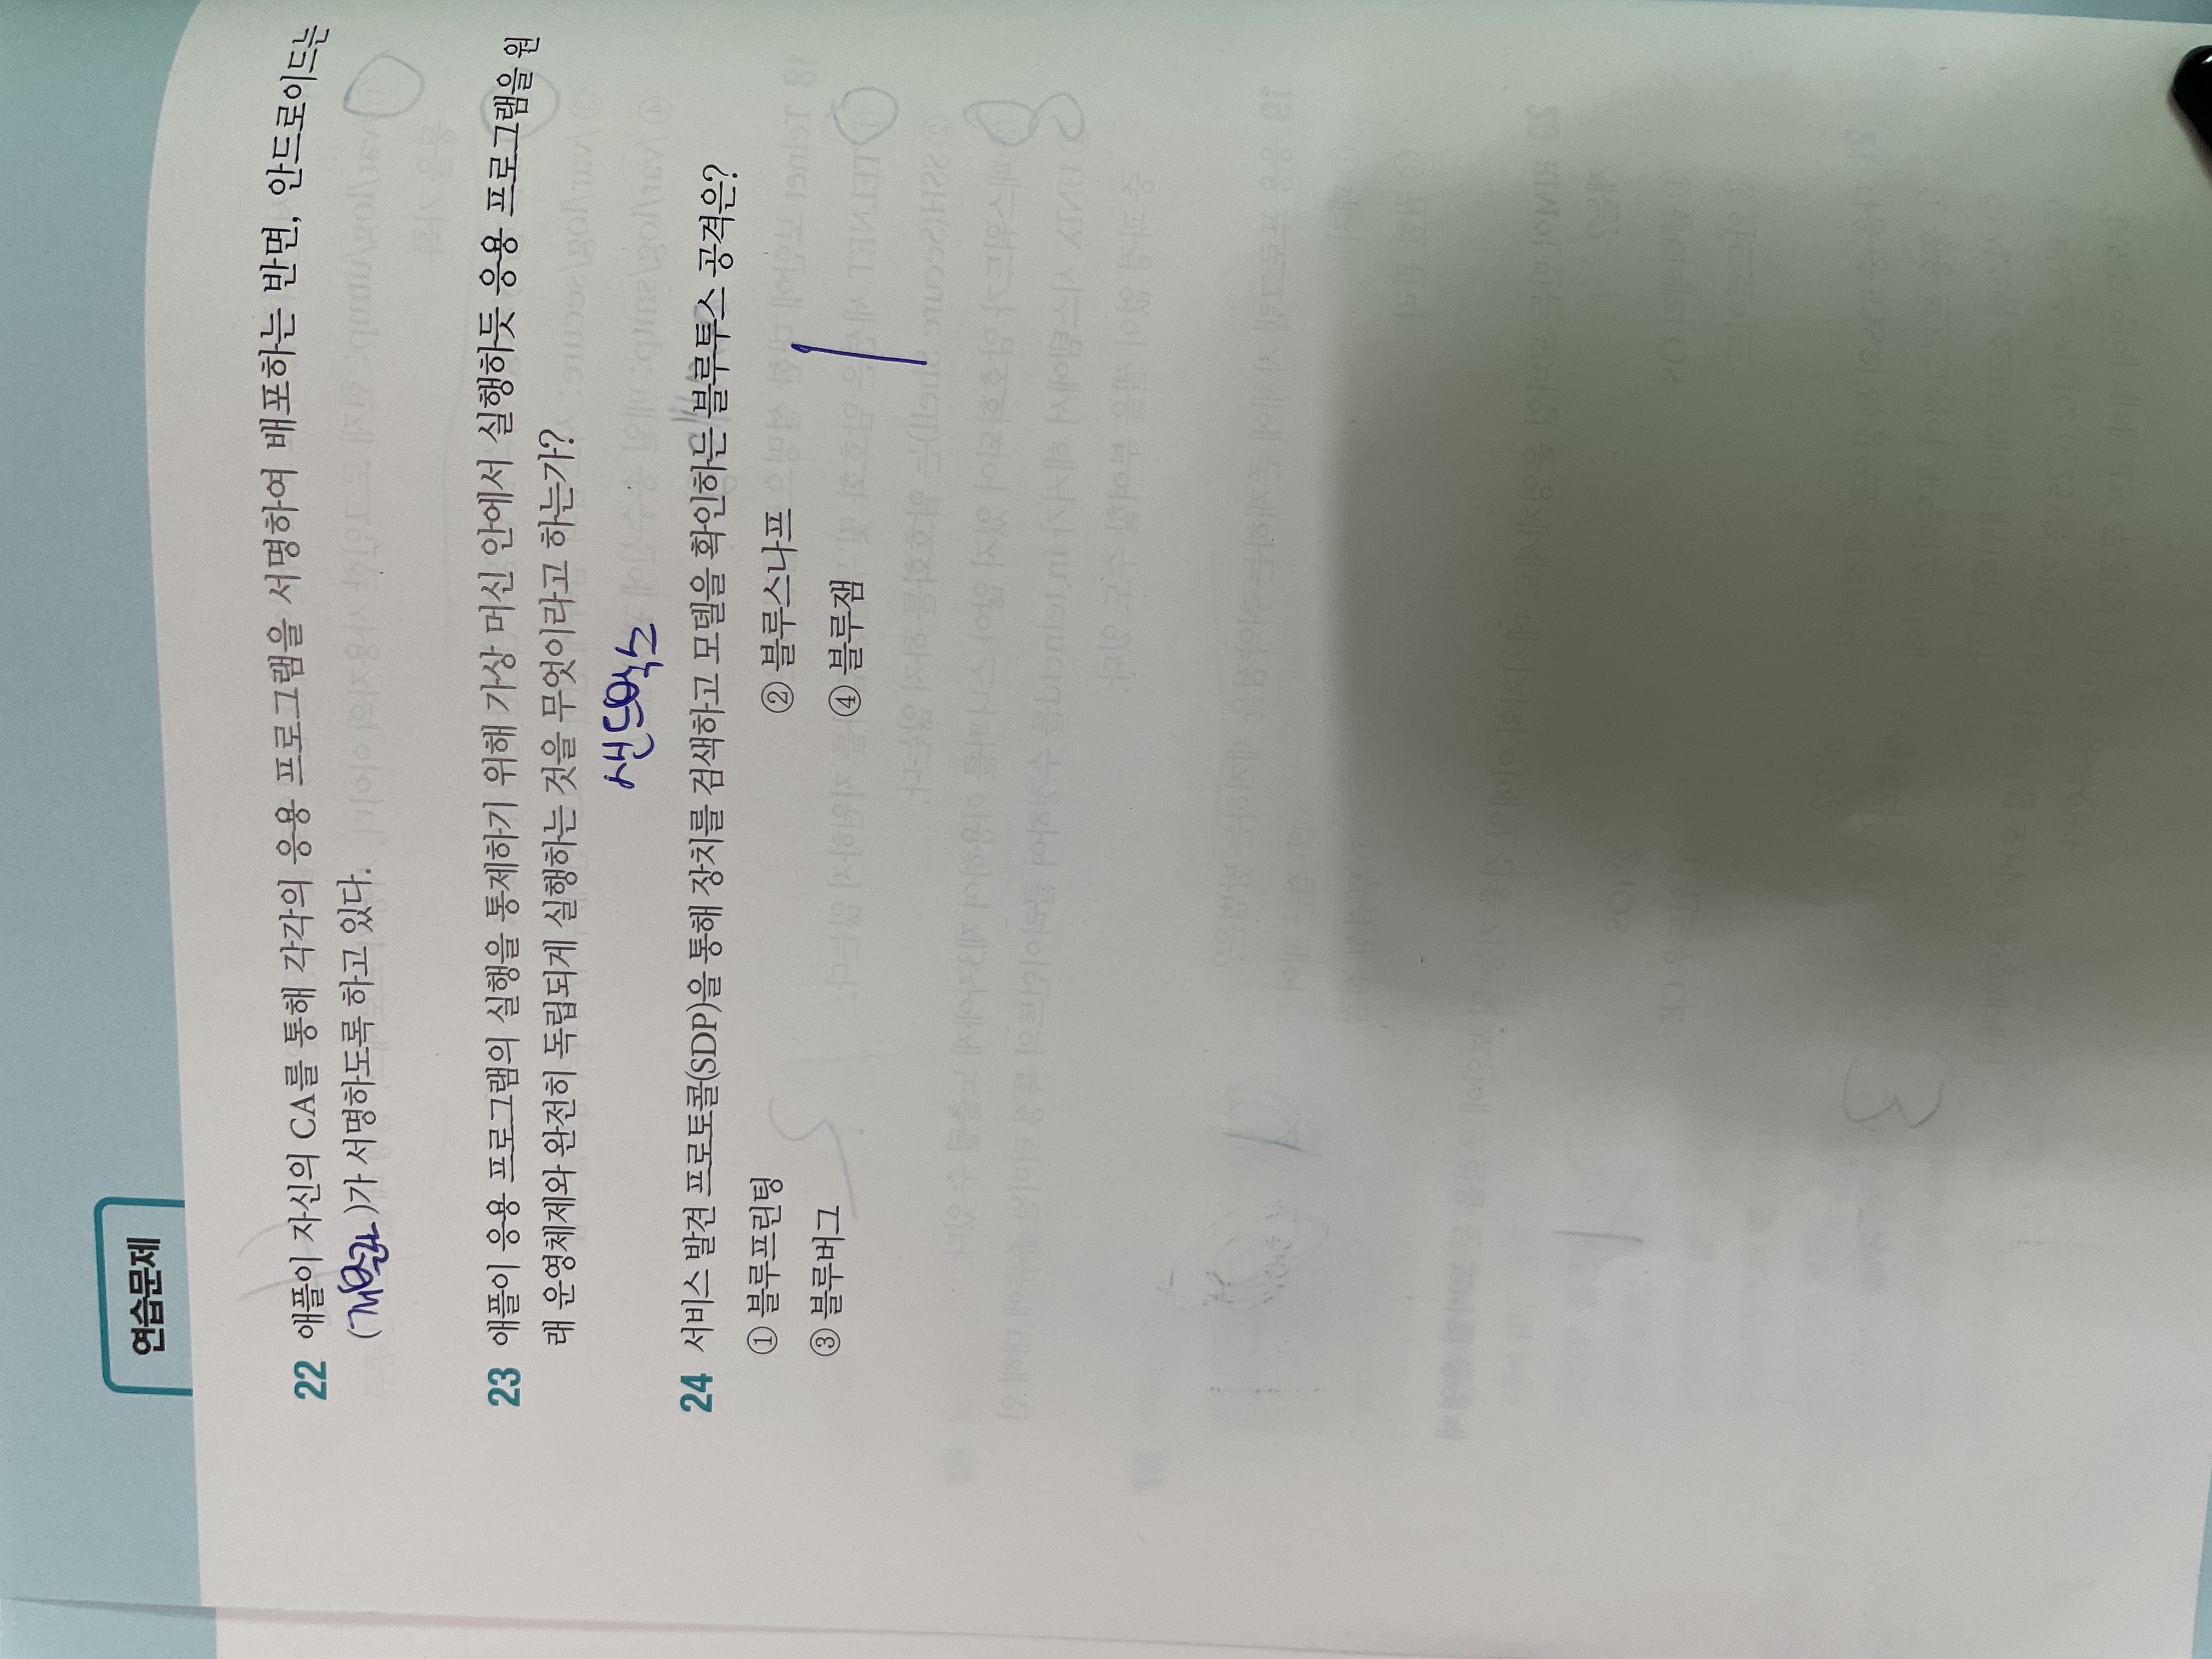 연습문제
22 애플이 자신의 CA를 통해 각각의 응용 프로그램을 서명하여 배포하는 반면, 안드로이드는
( )가 서명하도록 하고 있다.
23 애플이 응용 프로그램의 실행을 통제하기 위해 가상 머신 안에서 실행하듯 응용 프로그램을 원
래 운영체제와 완전히 독립되게 실행하는 것을 무엇이라고 하는가?
샌드박스
24 서비스 발견 프로토콜(SDP)을 통해 장치를 검색하고 모델을 확인하는 블루투스 공격은?
① 블루프린팅
② 블루스나프
③ 블루버그
④ 블루잼
1